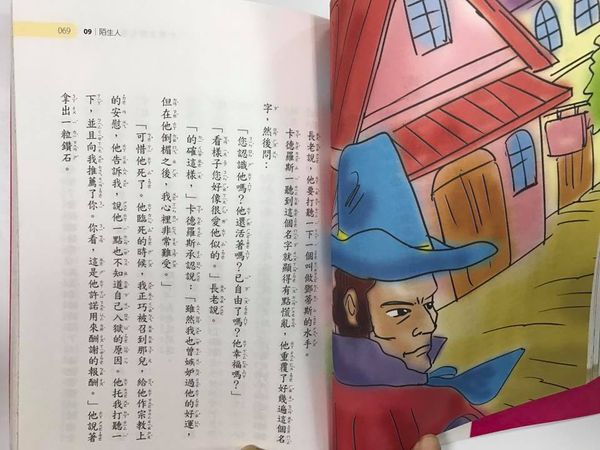 069
09 陌生人
長老說，他要打聽一下一個叫做鄧蒂斯的水手。
卡德羅斯一聽到這個名字就顯得有點慌亂，他重覆了好幾遍這個名
字，然後問：
「您認識他嗎？他還活著嗎？已自由了嗎？他幸福嗎？」
「看樣子您好像很愛他似的。」長老說。
「的確這樣，」卡德羅斯承認說：「雖然我也曾嫉妒過他的好運，
但在他倒楣之後，我心裡非常難受。」
「可惜他死了，他臨死的時候，我正巧被召到那兒，給他作宗教上
的安慰，他告訴我，說他一點也不知道自己入獄的原因。他托我打聽一
下，並且向我推薦了你。你看，這是他許諾用來酬謝的報酬。」他說著
拿出一粒鑽石。